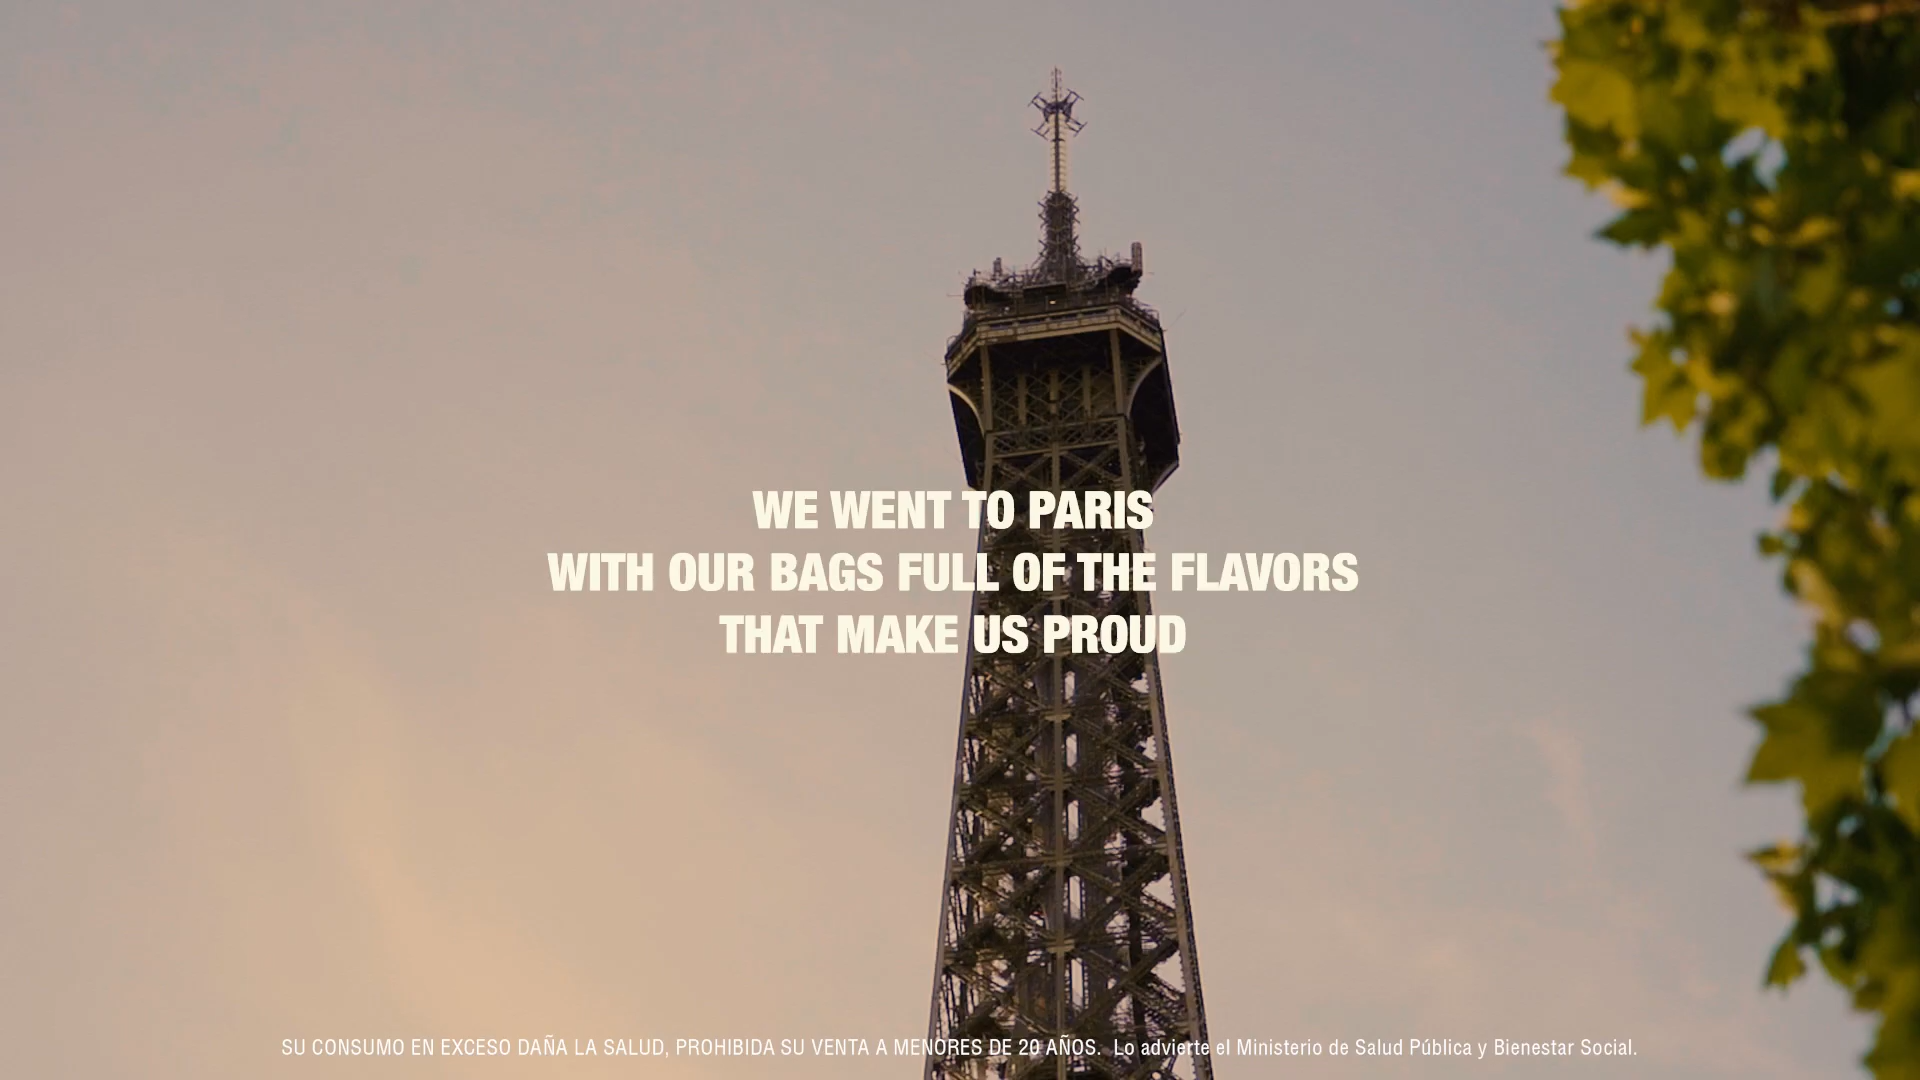 WE WENT TO PARIS
WITH OUR BAGS FULL OF THE FLAVORS
THAT MAKE US PROUD
SU CONSUMO EN EXCESO DAÑA LA SALUD, PROHIBIDA SU VENTA A MENORES DE 20 AÑOS. Lo advierte el Ministerio de Salud Pública y Bienestar Social.